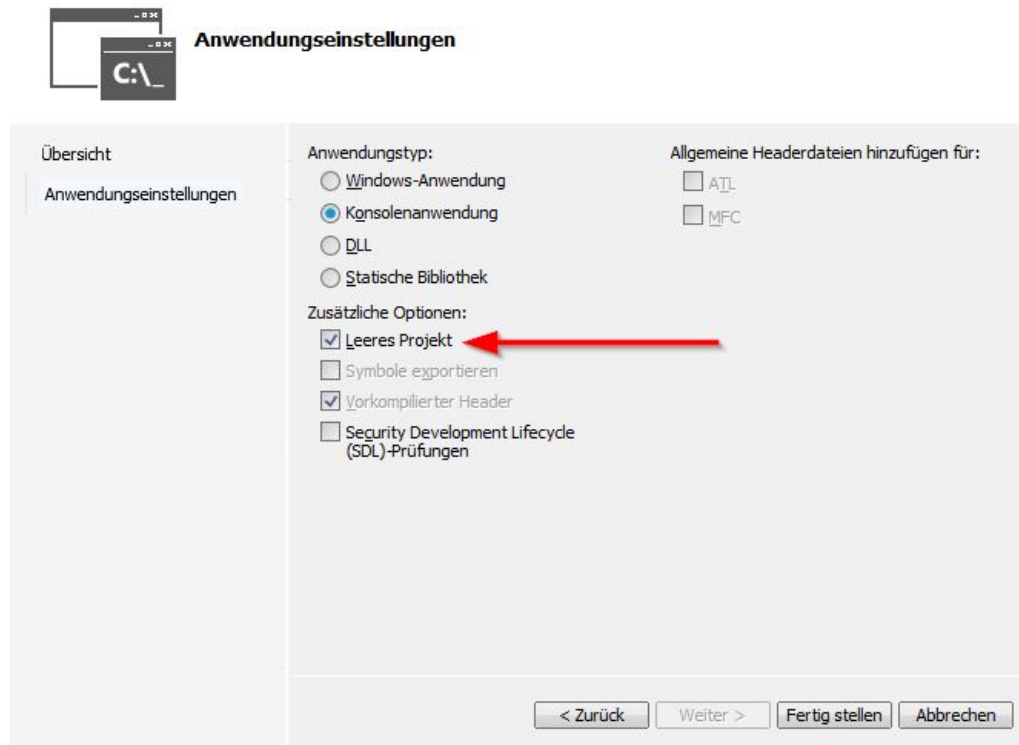 C:\_
Anwendungseinstellungen
Übersicht
Anwendungseinstellungen
Anwendungstyp:
Windows-Anwendung
Konsolenanwendung
DLL
Statische Bibliothek
Zusätzliche Optionen:
Leeres Projekt
Symbole exportieren
Vorkompilierter Header
Security Development Lifecycle
(SDL)-Prüfungen
Allgemeine Headerdateien hinzufügen für:
ATL
MFC
< Zurück
Weiter >
Fertig stellen
Abbrechen